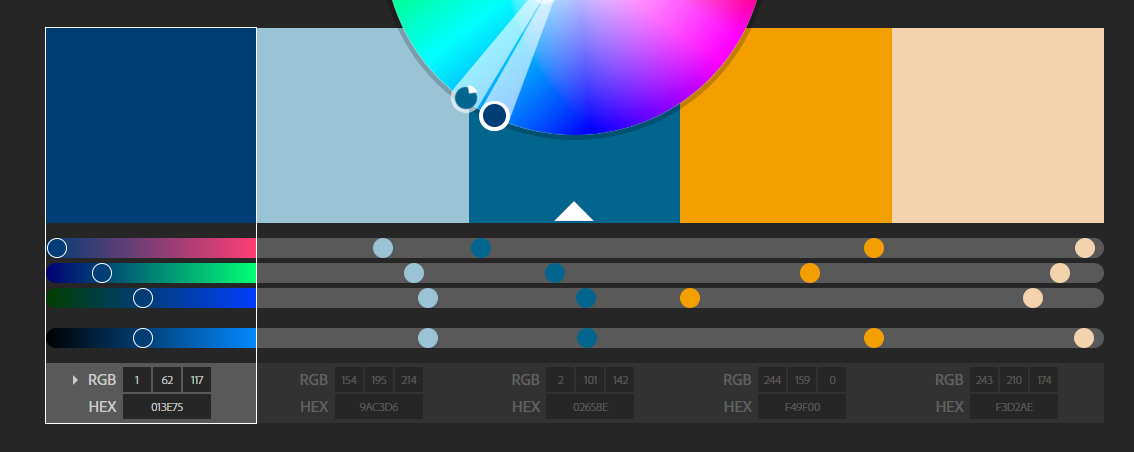 RGB 1 62 117
HEX 013E75
RGB 154 195 214
HEX 9AC3D6
RGB 2 101 142
HEX 02658E
RGB 244 159 0
HEX F49F00
RGB 243 210 174
HEX F3D2AE